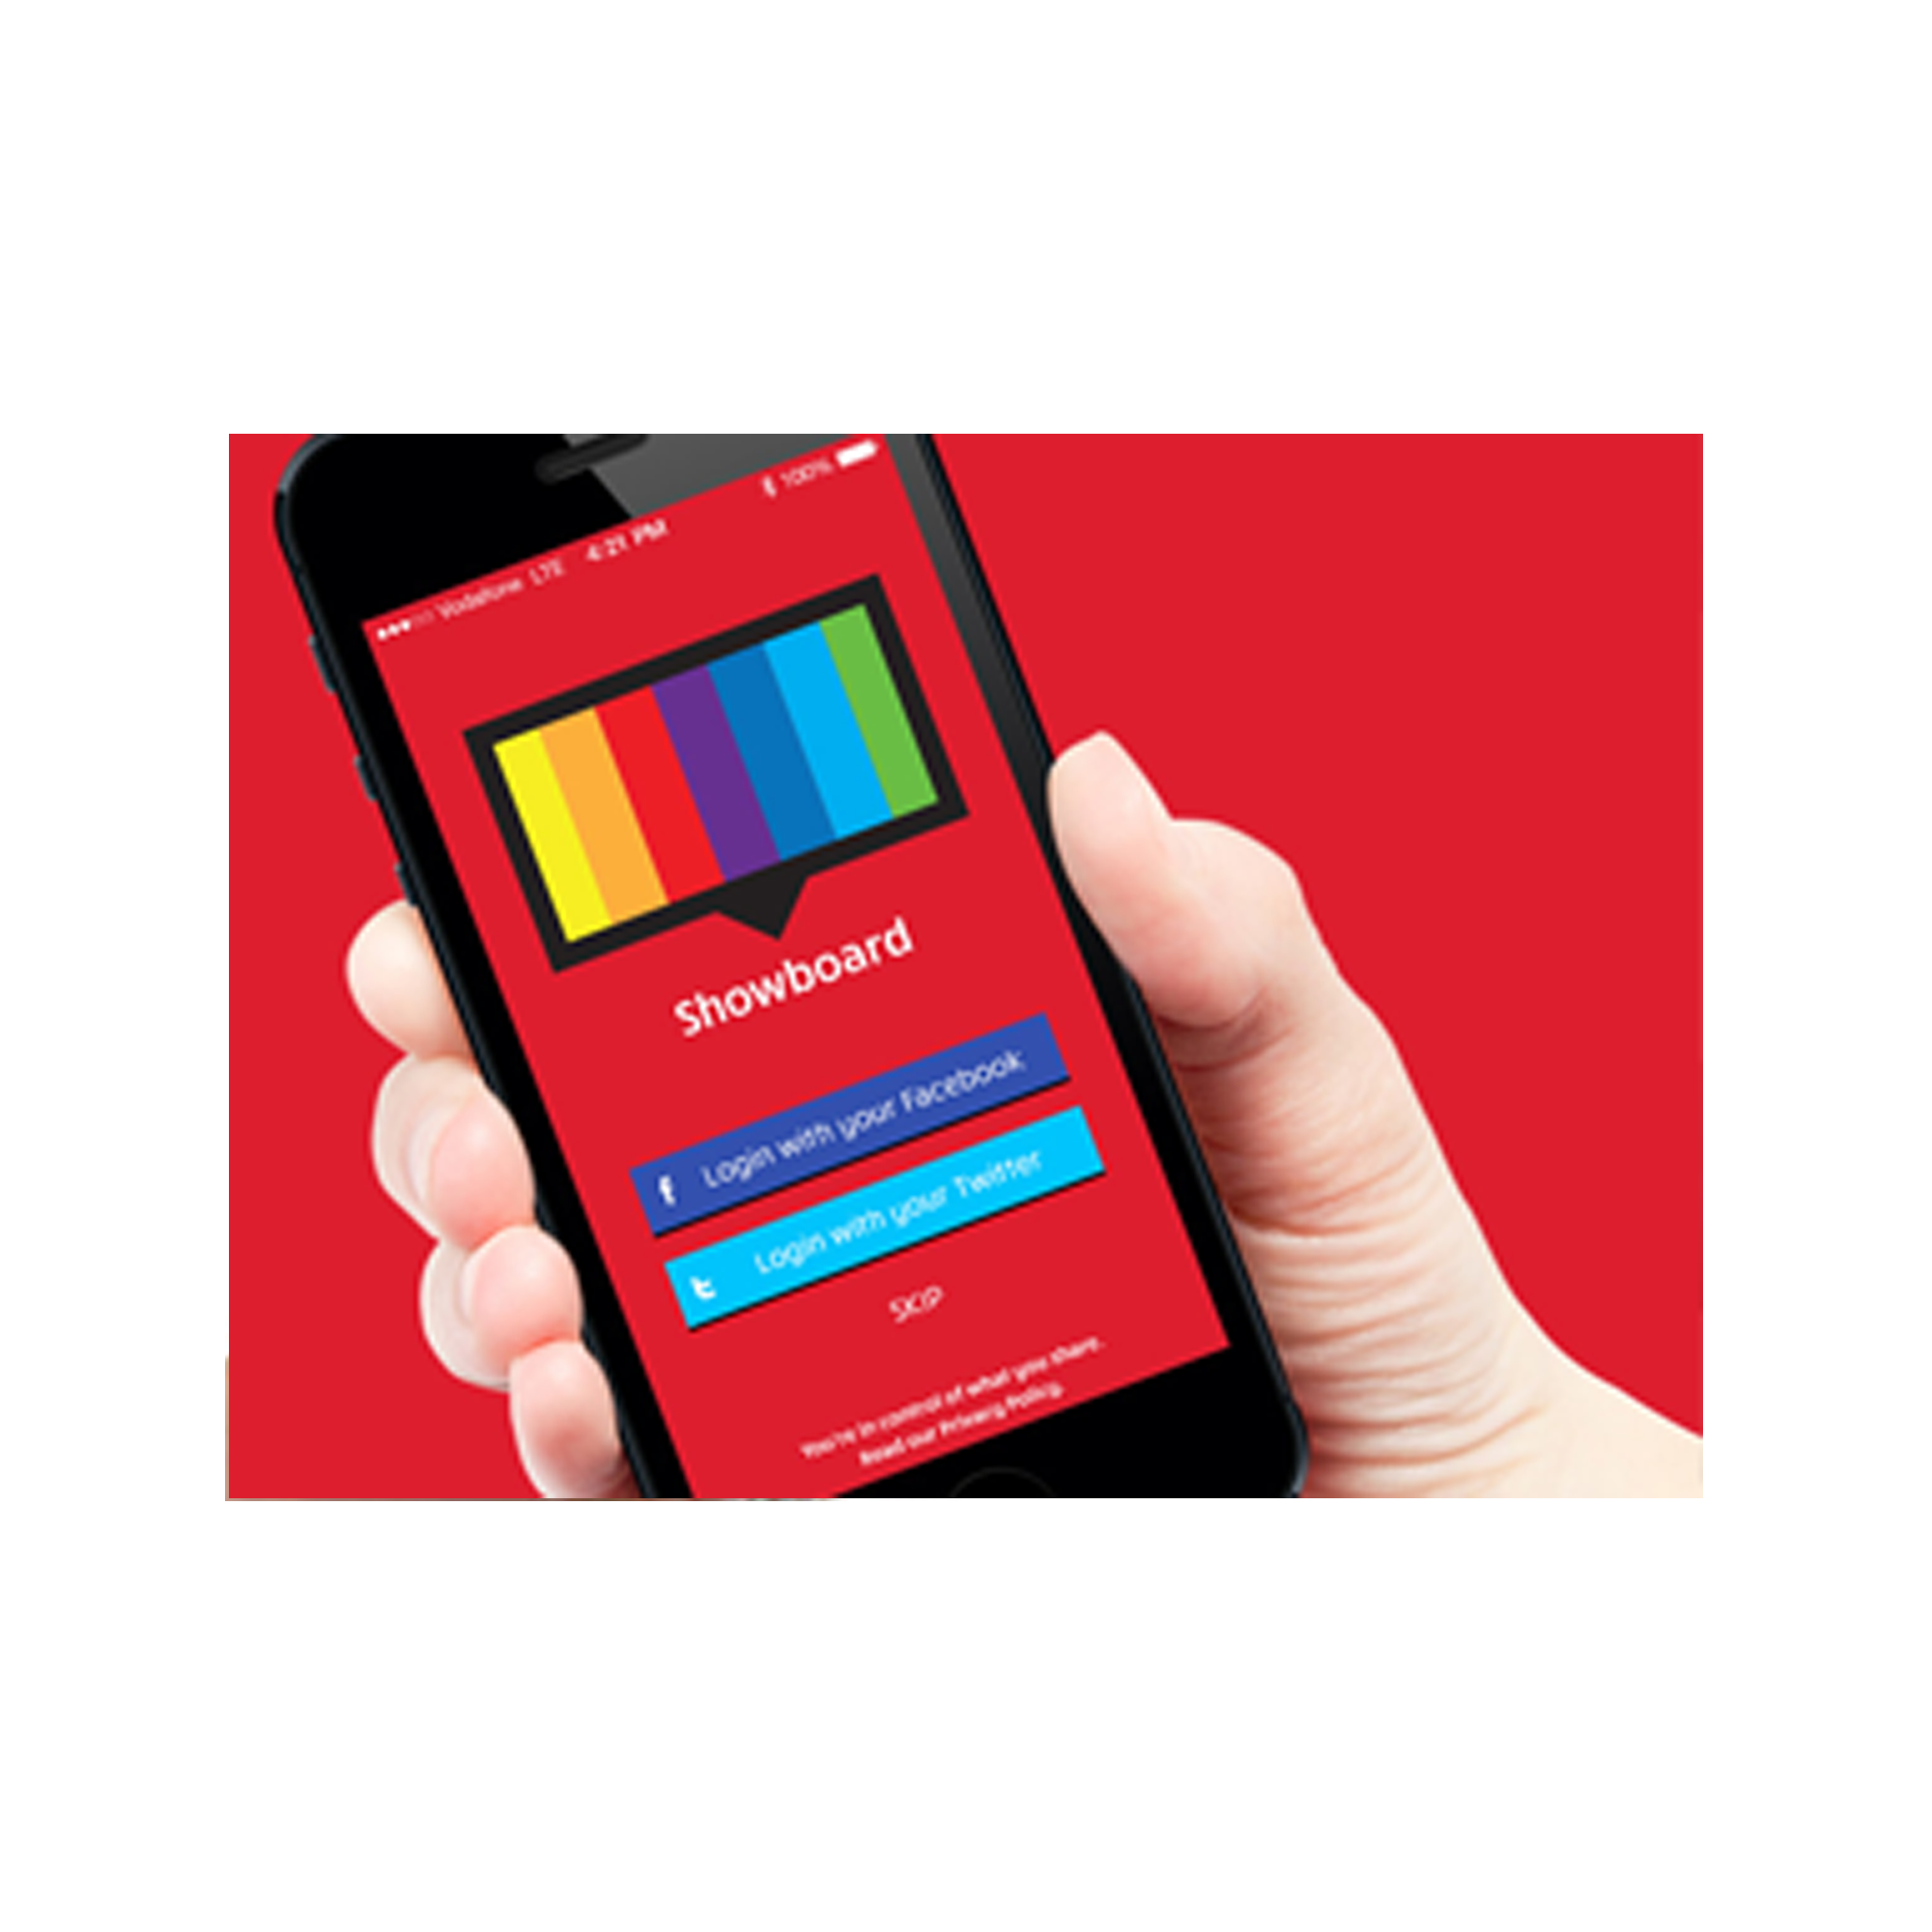 Vodafone LTE 4:21 PM 100%
Showboard
f Login with your Facebook
Login with your Twitter
SKIP
You're in control of what you share.
Read our Privacy Policy.